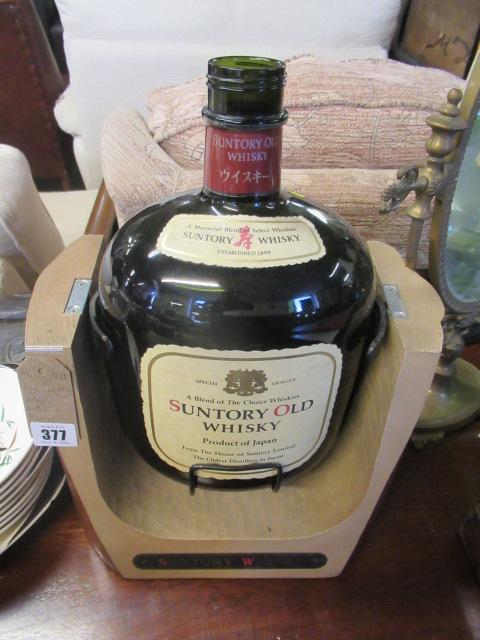 SUNTORY OLD
WHISKY
ウイスキー
A Masterful Blend of Select Whiskies
SUNTORY 寿 WHISKY
ESTABLISHED 1899
SPECIAL QUALITY
A Blend of The Choice Whiskies
SUNTORY OLD
WHISKY
Product of Japan
From The House of Suntory Limited
The Oldest Distillers in Japan
377
SUNTORY WHISKY